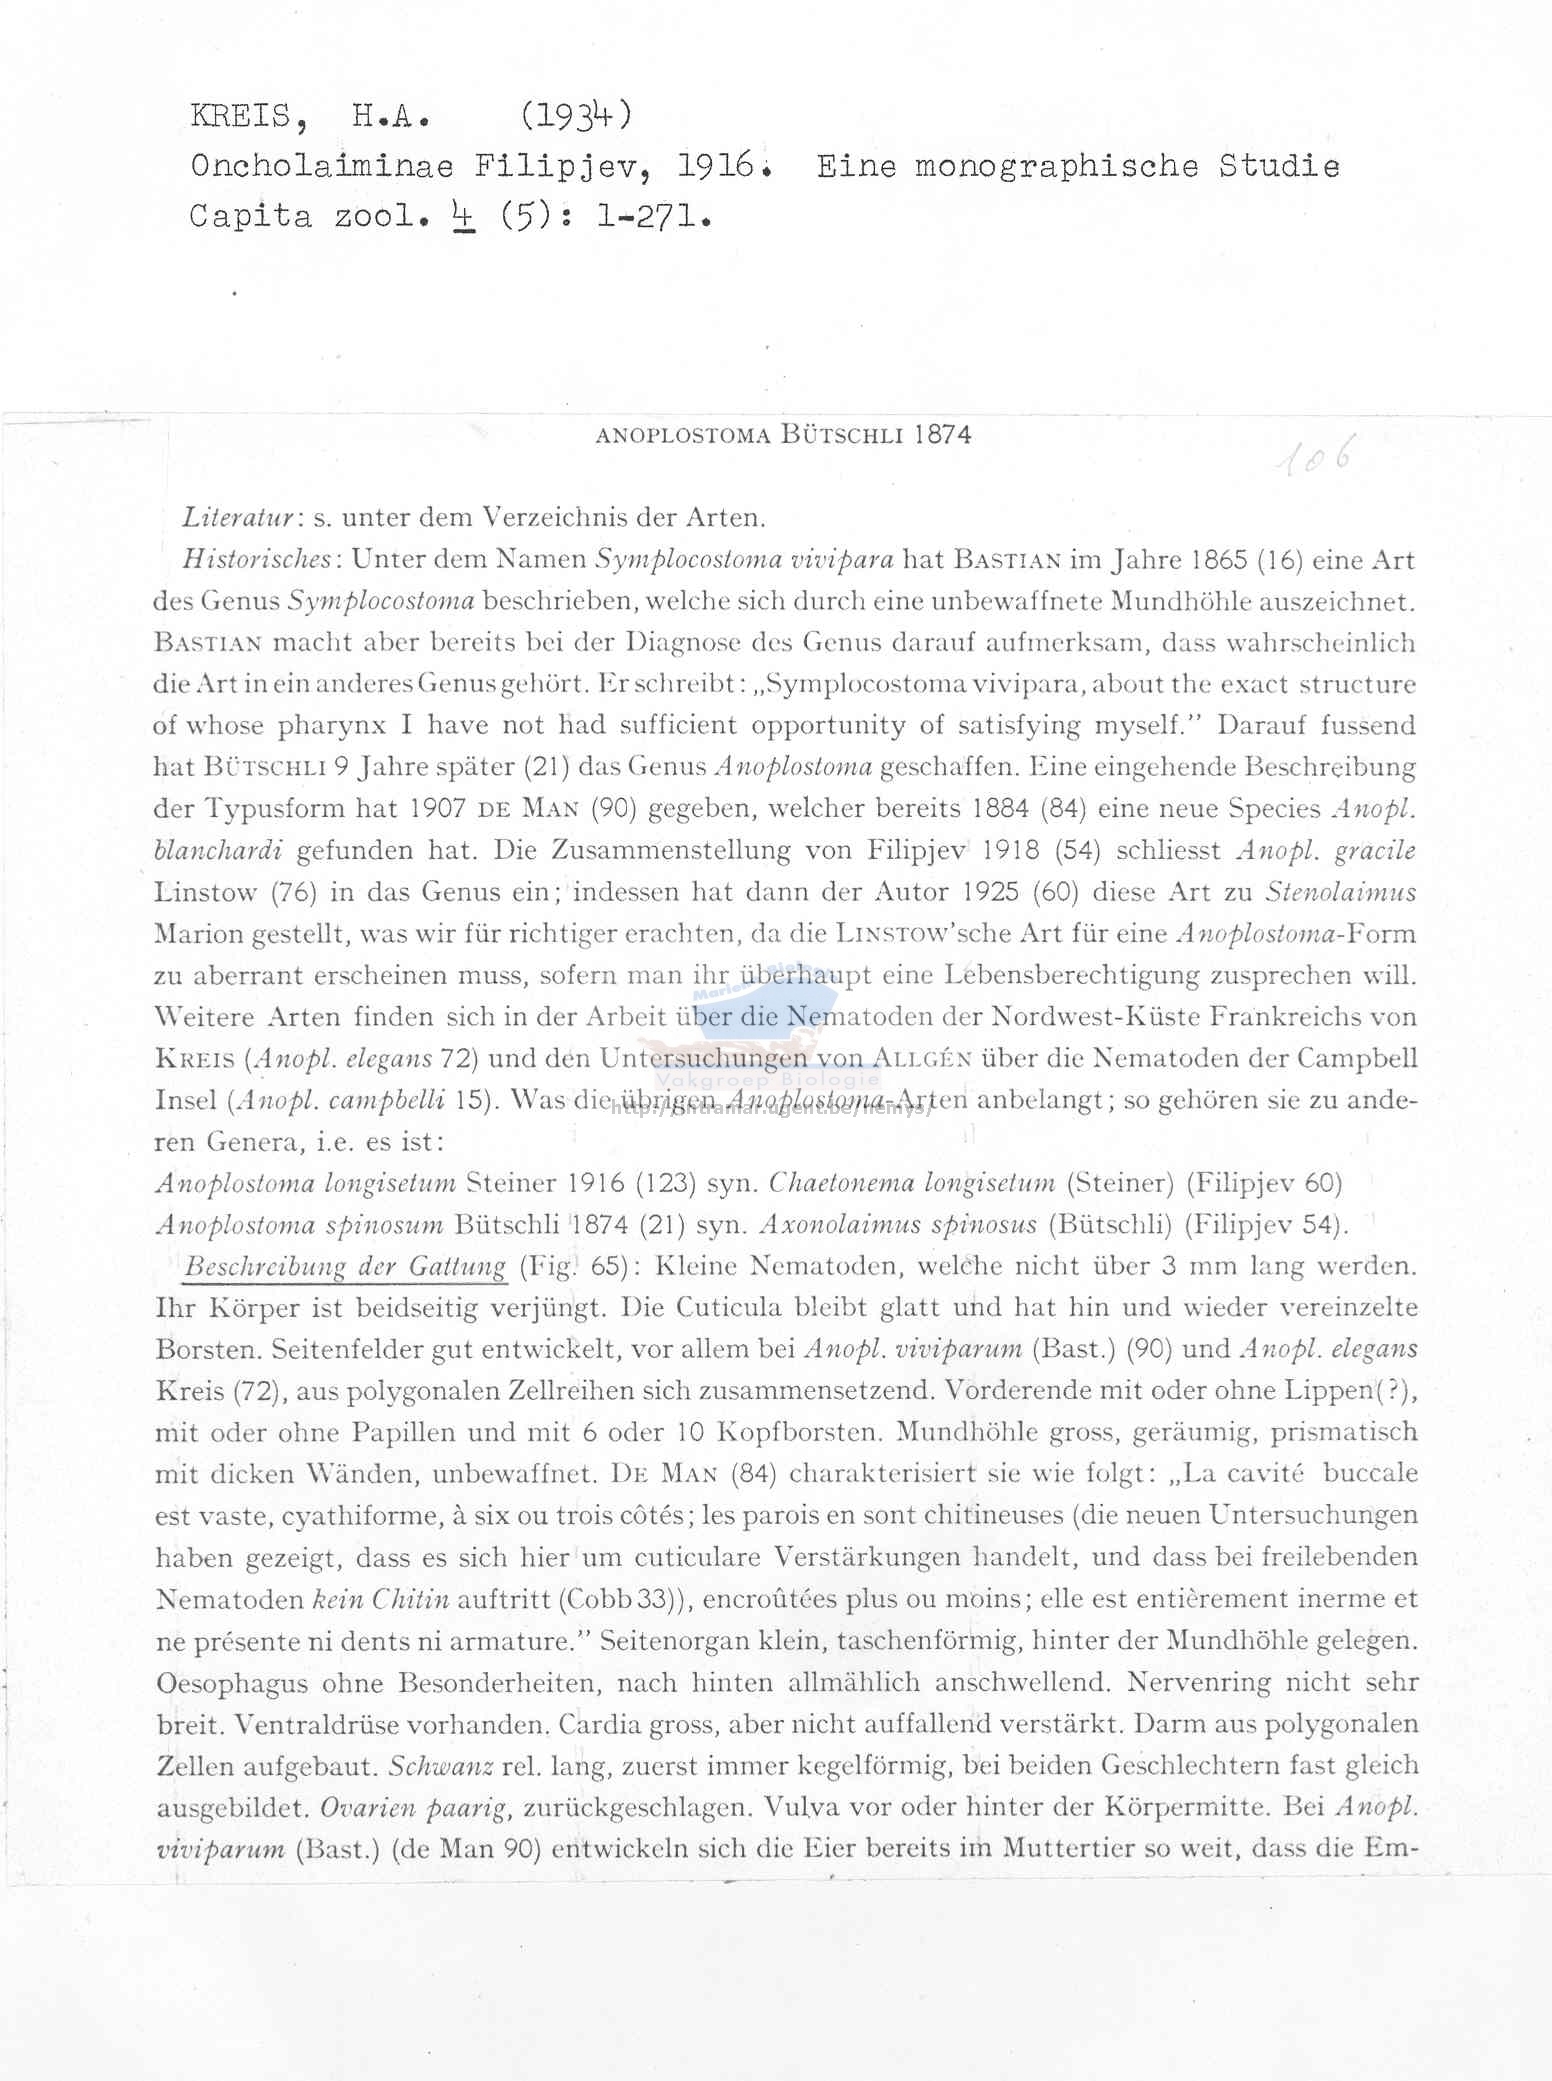 KREIS, H.A. (1934)
Oncholaiminae Filipjev, 1916. Eine monographische Studie
Capita zool. 4 (5): 1-271.
ANOPLOSTOMA BÜTSCHLI 1874
106
Literatur: s. unter dem Verzeichnis der Arten.
Historisches: Unter dem Namen Symplocostoma vivipara hat BASTIAN im Jahre 1865 (16) eine Art
des Genus Symplocostoma beschrieben, welche sich durch eine unbewaffnete Mundhöhle auszeichnet.
BASTIAN macht aber bereits bei der Diagnose des Genus darauf aufmerksam, dass wahrscheinlich
die Art in ein anderes Genus gehört. Er schreibt: „Symplocostoma vivipara, about the exact structure
of whose pharynx I have not had sufficient opportunity of satisfying myself.” Darauf fussend
hat BÜTSCHLI 9 Jahre später (21) das Genus Anoplostoma geschaffen. Eine eingehende Beschreibung
der Typusform hat 1907 DE MAN (90) gegeben, welcher bereits 1884 (84) eine neue Species Anopl.
blanchardi gefunden hat. Die Zusammenstellung von Filipjev 1918 (54) schliesst Anopl. gracile
Linstow (76) in das Genus ein; indessen hat dann der Autor 1925 (60) diese Art zu Stenolaimus
Marion gestellt, was wir für richtiger erachten, da die LINSTOW'sche Art für eine Anoplostoma-Form
zu aberrant erscheinen muss, sofern man ihr überhaupt eine Lebensberechtigung zusprechen will.
Weitere Arten finden sich in der Arbeit über die Nematoden der Nordwest-Küste Frankreichs von
KREIS (Anopl. elegans 72) und den Untersuchungen von ALLGÉN über die Nematoden der Campbell
Vakgroep Biologie
Insel (Anopl. campbelli 15). Was die übrigen Anoplostoma-Arten anbelangt; so gehören sie zu ande-
http://intramar.ugent.be/nemys/
ren Genera, i.e. es ist:
Anoplostoma longisetum Steiner 1916 (123) syn. Chaetonema longisetum (Steiner) (Filipjev 60)
Anoplostoma spinosum Bütschli 1874 (21) syn. Axonolaimus spinosus (Bütschli) (Filipjev 54).
Beschreibung der Gattung (Fig. 65): Kleine Nematoden, welche nicht über 3 mm lang werden.
Ihr Körper ist beidseitig verjüngt. Die Cuticula bleibt glatt und hat hin und wieder vereinzelte
Borsten. Seitenfelder gut entwickelt, vor allem bei Anopl. viviparum (Bast.) (90) und Anopl. elegans
Kreis (72), aus polygonalen Zellreihen sich zusammensetzend. Vorderende mit oder ohne Lippen(?),
mit oder ohne Papillen und mit 6 oder 10 Kopfborsten. Mundhöhle gross, geräumig, prismatisch
mit dicken Wänden, unbewaffnet. DE MAN (84) charakterisiert sie wie folgt: „La cavité buccale
est vaste, cyathiforme, à six ou trois côtés; les parois en sont chitineuses (die neuen Untersuchungen
haben gezeigt, dass es sich hier um cuticulare Verstärkungen handelt, und dass bei freilebenden
Nematoden kein Chitin auftritt (Cobb 33)), encroûtées plus ou moins; elle est entièrement inerme et
ne présente ni dents ni armature.” Seitenorgan klein, taschenförmig, hinter der Mundhöhle gelegen.
Oesophagus ohne Besonderheiten, nach hinten allmählich anschwellend. Nervenring nicht sehr
breit. Ventraldrüse vorhanden. Cardia gross, aber nicht auffallend verstärkt. Darm aus polygonalen
Zellen aufgebaut. Schwanz rel. lang, zuerst immer kegelförmig, bei beiden Geschlechtern fast gleich
ausgebildet. Ovarien paarig, zurückgeschlagen. Vulva vor oder hinter der Körpermitte. Bei Anopl.
viviparum (Bast.) (de Man 90) entwickeln sich die Eier bereits im Muttertier so weit, dass die Em-